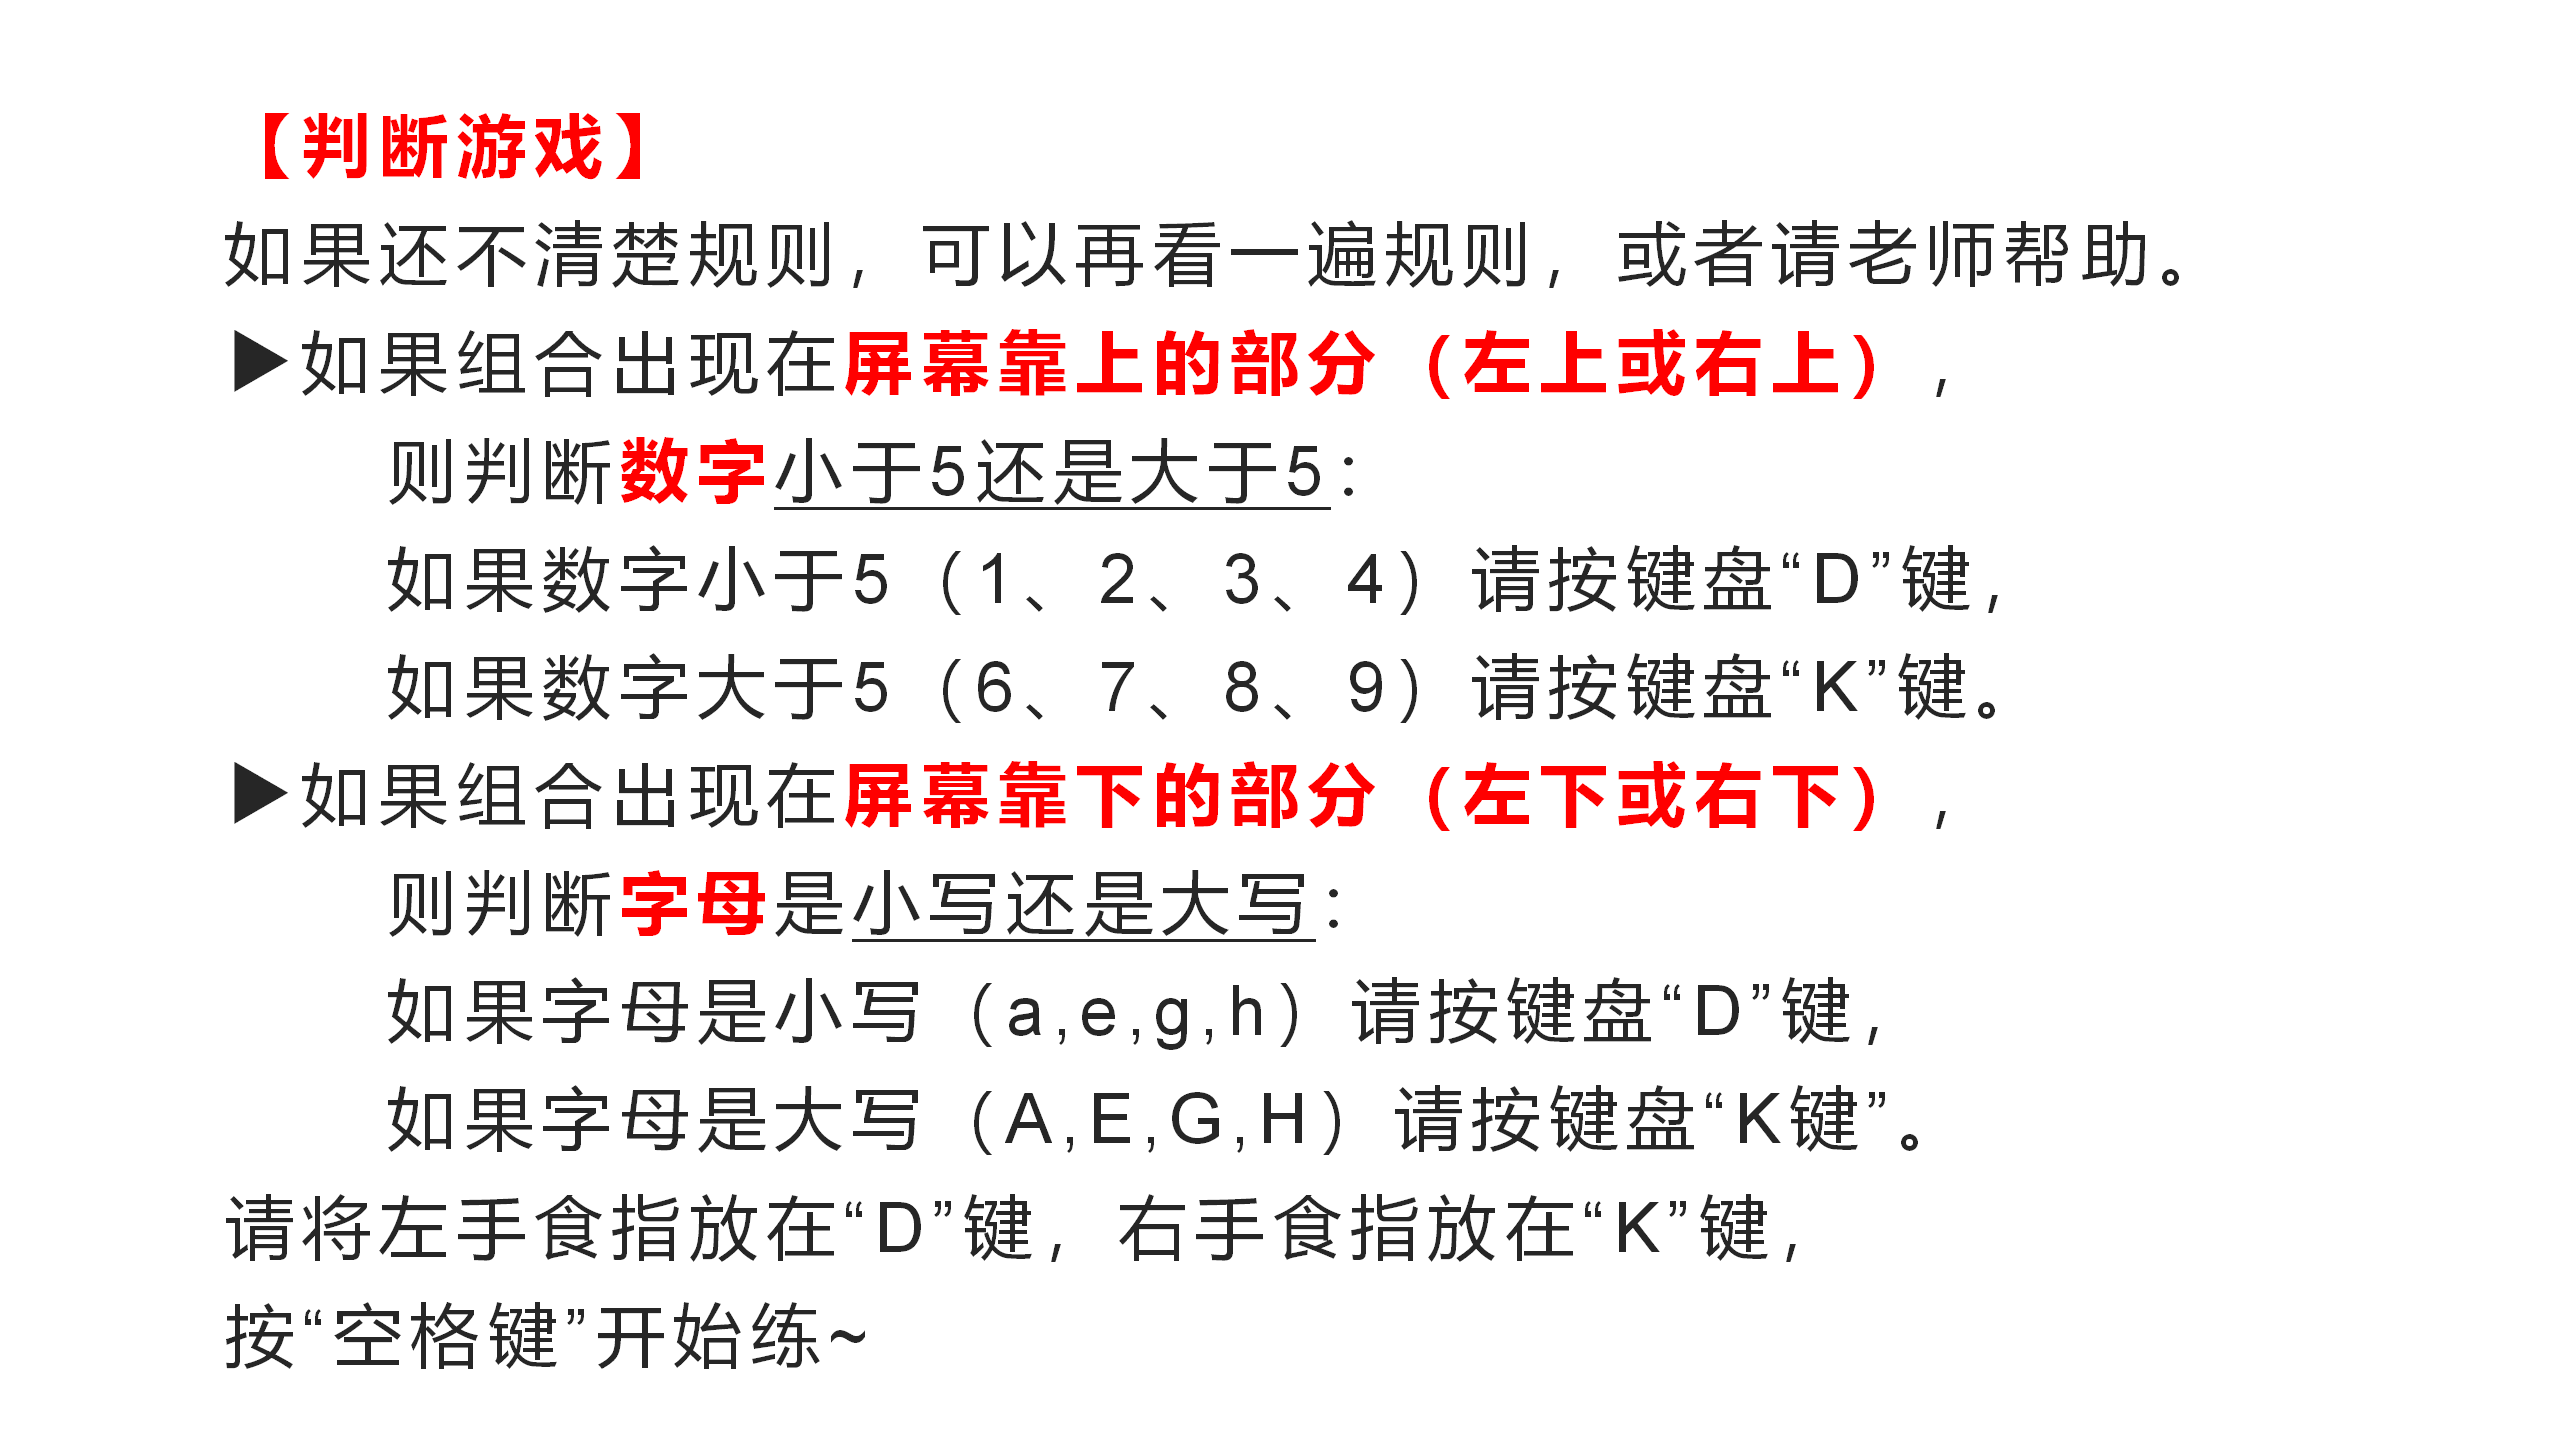 【判断游戏】
如果还不清楚规则，可以再看一遍规则，或者请老师帮助。
▶如果组合出现在屏幕靠上的部分（左上或右上），
则判断数字小于5还是大于5：
如果数字小于5（1、2、3、4）请按键盘“D”键，
如果数字大于5（6、7、8、9）请按键盘“K”键。
▶如果组合出现在屏幕靠下的部分（左下或右下），
则判断字母是小写还是大写：
如果字母是小写（a,e,g,h）请按键盘“D”键，
如果字母是大写（A,E,G,H）请按键盘“K键”。
请将左手食指放在“D”键，右手食指放在“K”键，
按“空格键”开始练~